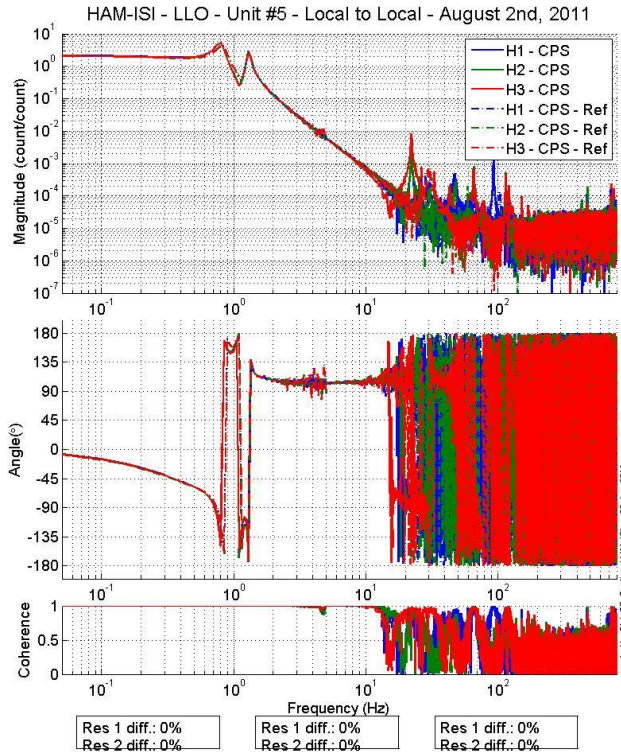 HAM-ISI - LLO - Unit #5 - Local to Local - August 2nd, 2011
Magnitude (count/count)
10^1
10^0
10^-1
10^-2
10^-3
10^-4
10^-5
10^-6
10^-7
H1 - CPS
H2 - CPS
H3 - CPS
H1 - CPS - Ref
H2 - CPS - Ref
H3 - CPS - Ref
10^-1 10^0 10^1 10^2
Angle(°)
180
135
90
45
0
-45
-90
-135
-180
10^-1 10^0 10^1 10^2
Coherence
1
0.5
0
10^-1 10^0 10^1 10^2
Frequency (Hz)
Res 1 diff.: 0% Res 1 diff.: 0% Res 1 diff.: 0%
Res 2 diff.: 0% Res 2 diff.: 0% Res 2 diff.: 0%